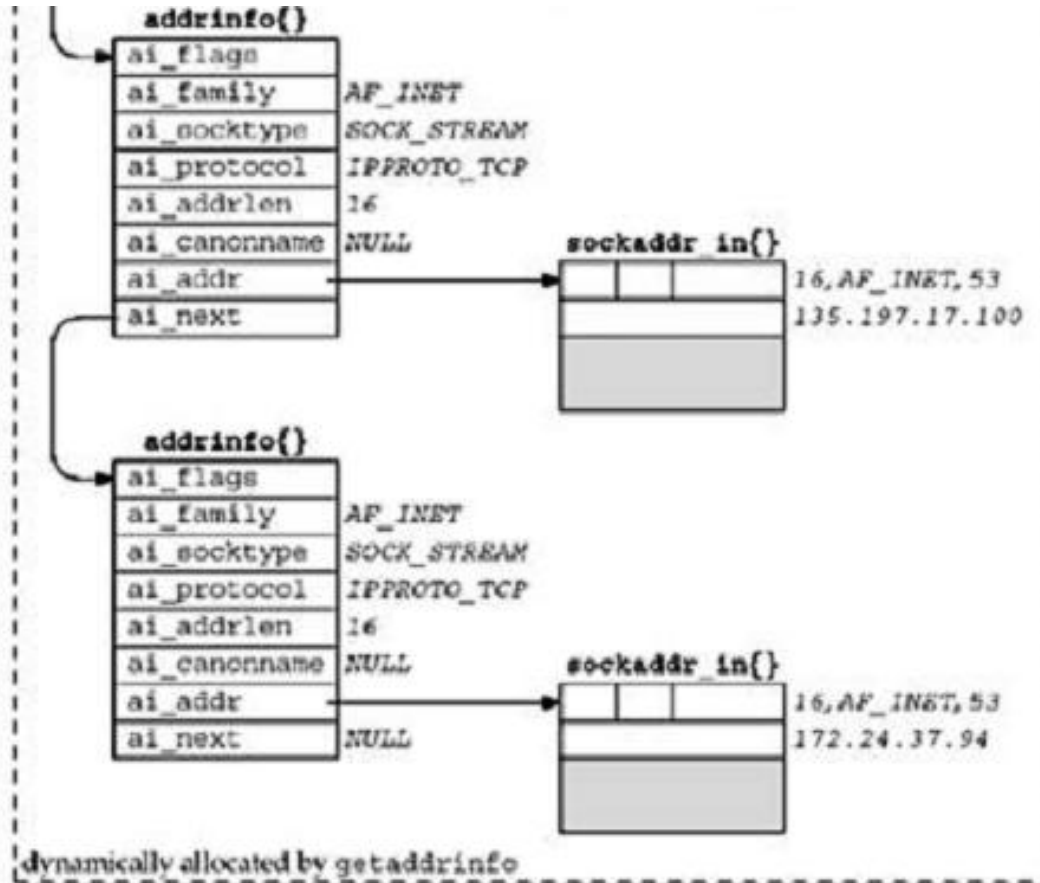 addrinfo{}
ai_flags
ai_family AF_INET
ai_socktype SOCK_STREAM
ai_protocol IPPROTO_TCP
ai_addrlen 16
ai_canonname NULL
sockaddr_in{}
ai_addr 16,AF_INET,53
ai_next 135.197.17.100
addrinfo{}
ai_flags
ai_family AF_INET
ai_socktype SOCK_STREAM
ai_protocol IPPROTO_TCP
ai_addrlen 16
ai_canonname NULL
sockaddr_in{}
ai_addr 16,AF_INET,53
ai_next NULL 172.24.37.94
dynamically allocated by getaddrinfo